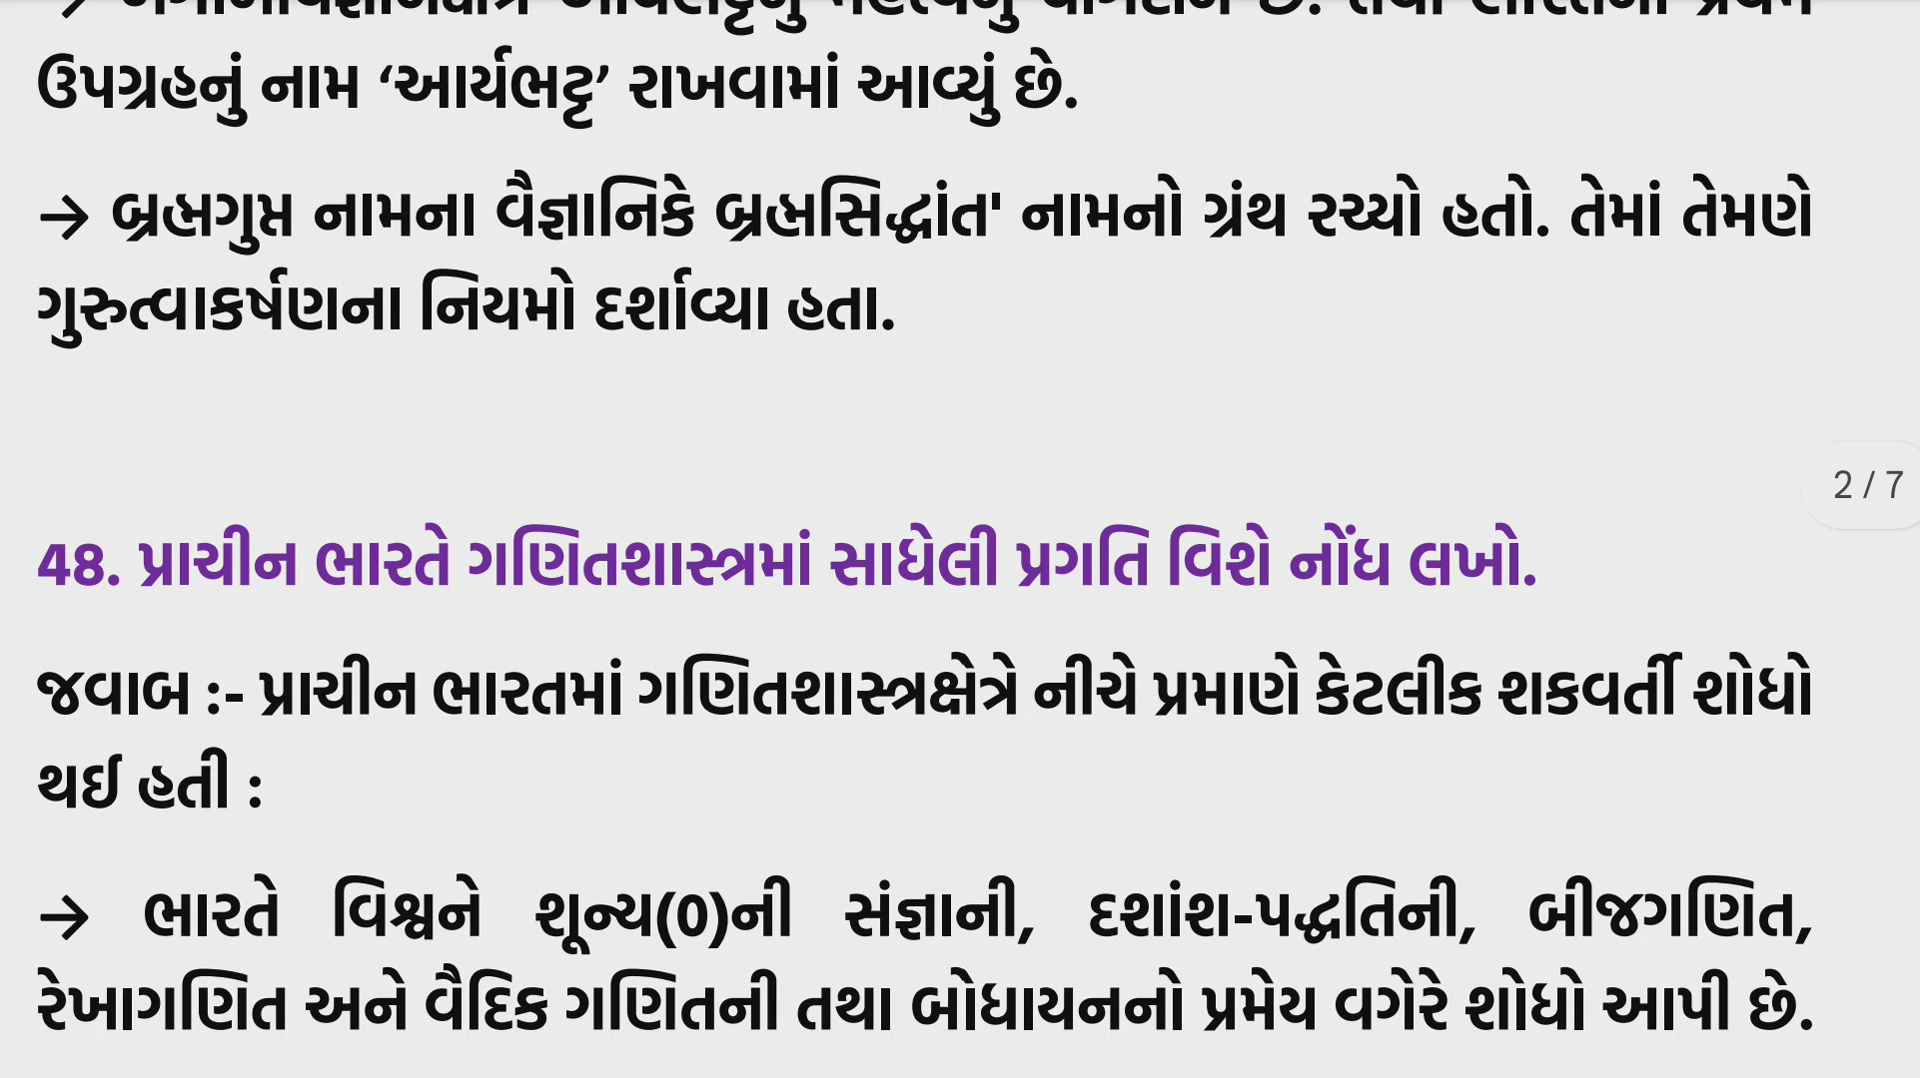 ઉપગ્રહનું નામ ‘આર્યભટ્ટ’ રાખવામાં આવ્યું છે.
→ બ્રહ્મગુપ્ત નામના વૈજ્ઞાનિકે બ્રહ્મસિદ્ધાંત' નામનો ગ્રંથ રચ્યો હતો. તેમાં તેમણે
ગુરુત્વાકર્ષણના નિયમો દર્શાવ્યા હતા.
2 / 7
48. પ્રાચીન ભારતે ગણિતશાસ્ત્રમાં સાધેલી પ્રગતિ વિશે નોંધ લખો.
જવાબ :- પ્રાચીન ભારતમાં ગણિતશાસ્ત્રક્ષેત્રે નીચે પ્રમાણે કેટલીક શકવર્તી શોધો
થઈ હતી :
→ ભારતે વિશ્વને શૂન્ય(0)ની સંજ્ઞાની, દશાંશ-પદ્ધતિની, બીજગણિત,
રેખાગણિત અને વૈદિક ગણિતની તથા બોધાયનનો પ્રમેય વગેરે શોધો આપી છે.